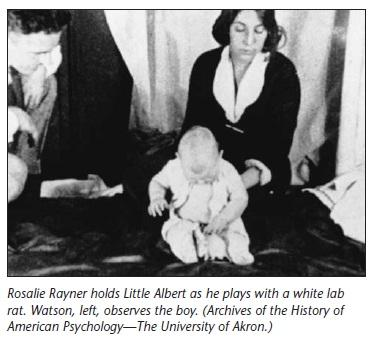 Rosalie Rayner holds Little Albert as he plays with a white lab
rat. Watson, left, observes the boy. (Archives of the History of
American Psychology—The University of Akron.)